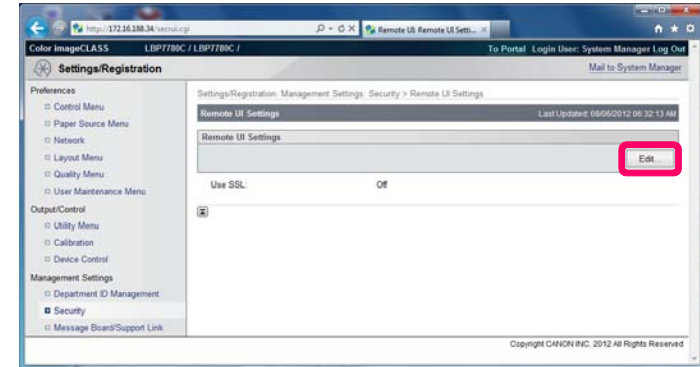 http://172.16.188.34/secrui.cgi
Remote UI: Remote UI Setti...
Color imageCLASS LBP7780C / LBP7780C /
To Portal Login User: System Manager Log Out
Settings/Registration
Mail to System Manager
Preferences
Control Menu
Paper Source Menu
Network
Layout Menu
Quality Menu
User Maintenance Menu
Output/Control
Utility Menu
Calibration
Device Control
Management Settings
Department ID Management
Security
Message Board/Support Link
Settings/Registration: Management Settings: Security > Remote UI Settings
Remote UI Settings
Last Updated: 08/06/2012 06:32:13 AM
Remote UI Settings
Edit...
Use SSL: Off
Copyright CANON INC. 2012 All Rights Reserved